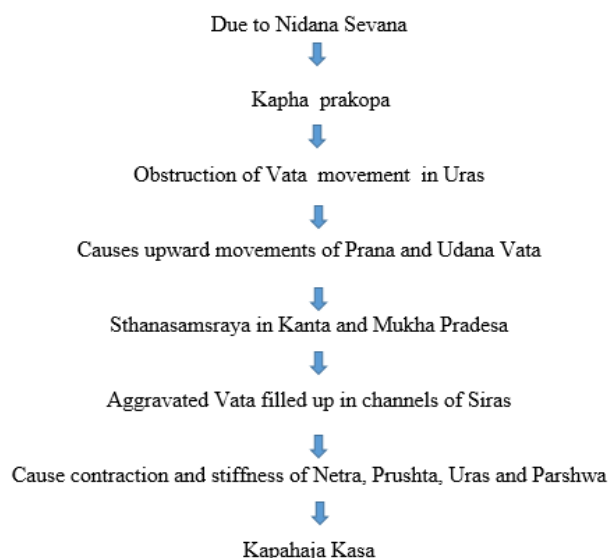 Due to Nidana Sevana
Kapha prakopa
Obstruction of Vata movement in Uras
Causes upward movements of Prana and Udana Vata
Sthanasamsraya in Kanta and Mukha Pradesa
Aggravated Vata filled up in channels of Siras
Cause contraction and stiffness of Netra, Prushta, Uras and Parshwa
Kapahaja Kasa